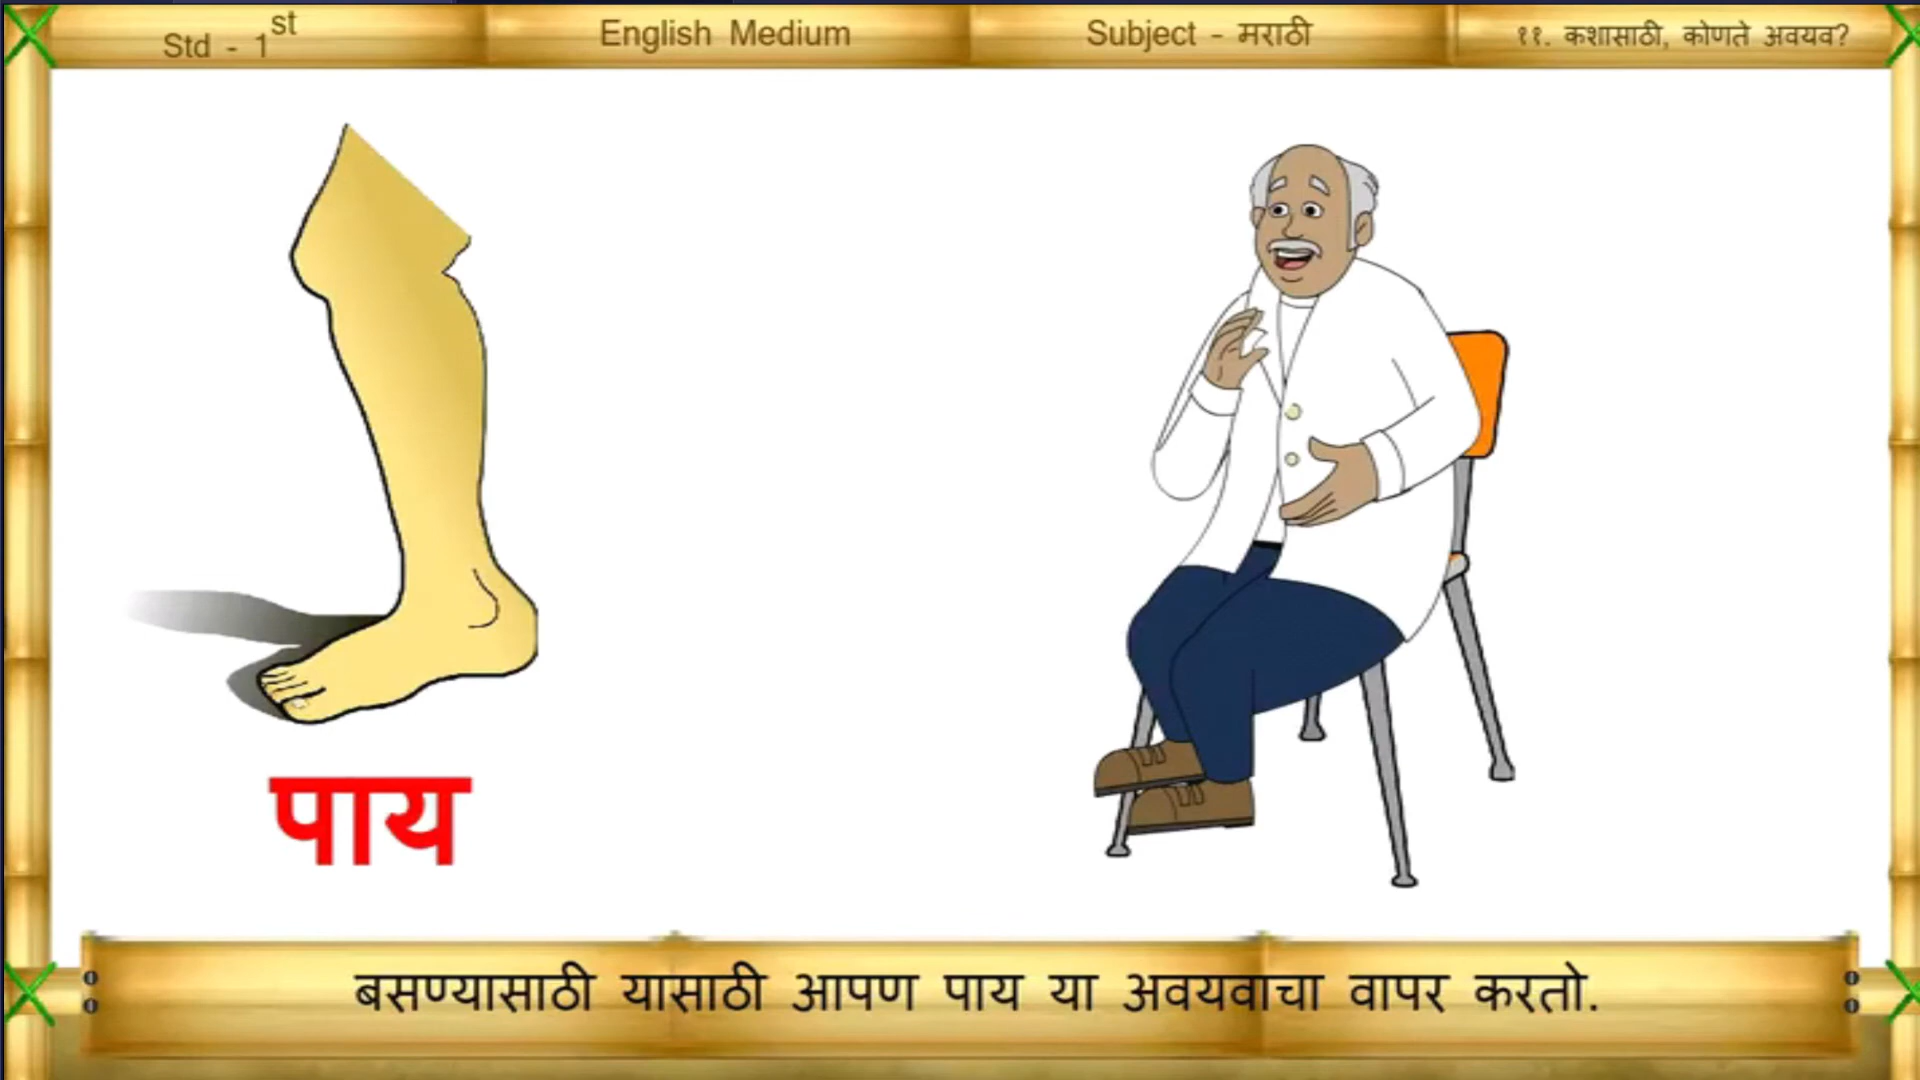 Std - 1st
English Medium
Subject - मराठी
११. कशासाठी, कोणते अवयव?
पाय
बसण्यासाठी यासाठी आपण पाय या अवयवाचा वापर करतो.